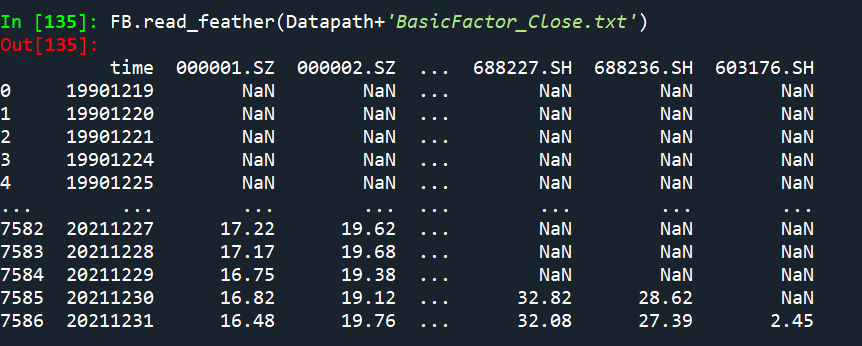 In [135]: FB.read_feather(Datapath+'BasicFactor_Close.txt')
Out[135]:
time 000001.SZ 000002.SZ ... 688227.SH 688236.SH 603176.SH
0 19901219 NaN NaN ... NaN NaN NaN
1 19901220 NaN NaN ... NaN NaN NaN
2 19901221 NaN NaN ... NaN NaN NaN
3 19901224 NaN NaN ... NaN NaN NaN
4 19901225 NaN NaN ... NaN NaN NaN
... ... ... ... ... ... ... ...
7582 20211227 17.22 19.62 ... NaN NaN NaN
7583 20211228 17.17 19.68 ... NaN NaN NaN
7584 20211229 16.75 19.38 ... NaN NaN NaN
7585 20211230 16.82 19.12 ... 32.82 28.62 NaN
7586 20211231 16.48 19.76 ... 32.08 27.39 2.45